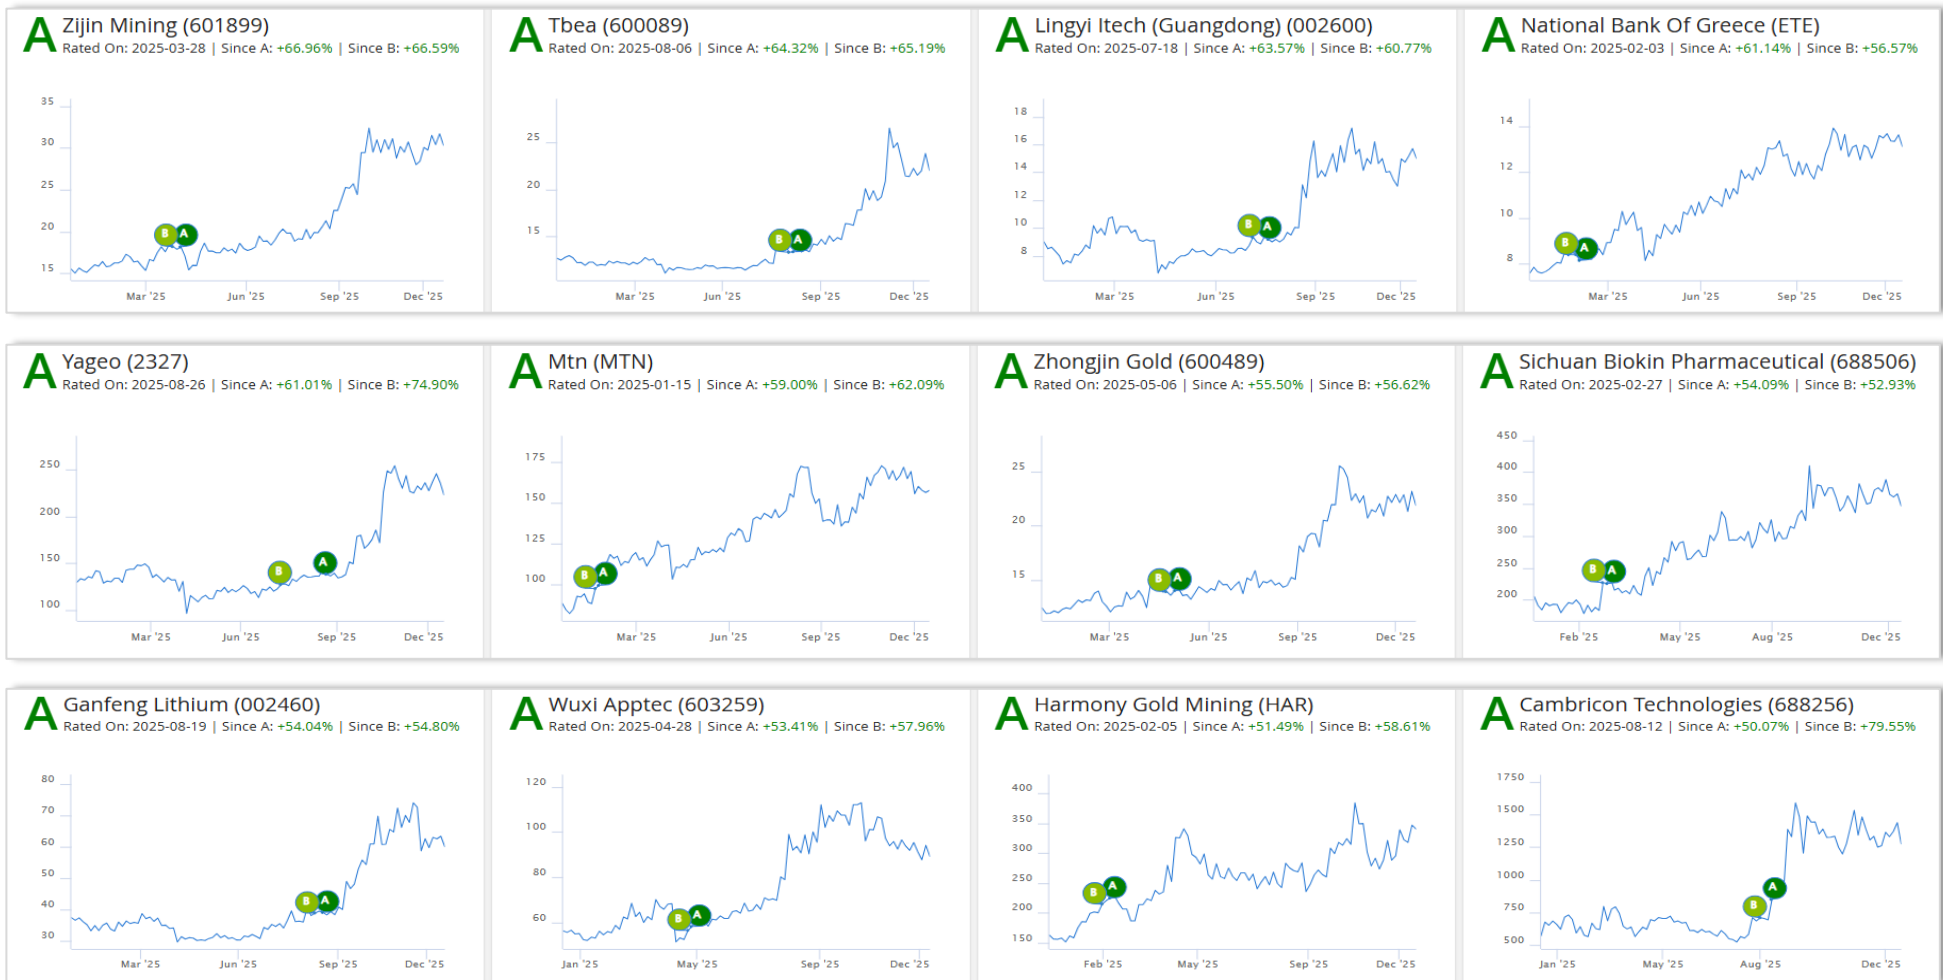 A Zijin Mining (601899)
Rated On: 2025-03-28 | Since A: +66.96% | Since B: +66.59%
35
30
25
20
15
B A
Mar '25 Jun '25 Sep '25 Dec '25
A Tbea (600089)
Rated On: 2025-08-06 | Since A: +64.32% | Since B: +65.19%
25
20
15
B A
Mar '25 Jun '25 Sep '25 Dec '25
A Lingyi Itech (Guangdong) (002600)
Rated On: 2025-07-18 | Since A: +63.57% | Since B: +60.77%
18
16
14
12
10
8
B A
Mar '25 Jun '25 Sep '25 Dec '25
A National Bank Of Greece (ETE)
Rated On: 2025-02-03 | Since A: +61.14% | Since B: +56.57%
14
12
10
8
B A
Mar '25 Jun '25 Sep '25 Dec '25
A Yageo (2327)
Rated On: 2025-08-26 | Since A: +61.01% | Since B: +74.90%
250
200
150
100
B A
Mar '25 Jun '25 Sep '25 Dec '25
A Mtn (MTN)
Rated On: 2025-01-15 | Since A: +59.00% | Since B: +62.09%
175
150
125
100
B A
Mar '25 Jun '25 Sep '25 Dec '25
A Zhongjin Gold (600489)
Rated On: 2025-05-06 | Since A: +55.50% | Since B: +56.62%
25
20
15
B A
Mar '25 Jun '25 Sep '25 Dec '25
A Sichuan Biokin Pharmaceutical (688506)
Rated On: 2025-02-27 | Since A: +54.09% | Since B: +52.93%
450
400
350
300
250
200
B A
Feb '25 May '25 Aug '25 Dec '25
A Ganfeng Lithium (002460)
Rated On: 2025-08-19 | Since A: +54.04% | Since B: +54.80%
80
70
60
50
40
30
B A
Mar '25 Jun '25 Sep '25 Dec '25
A Wuxi Apptec (603259)
Rated On: 2025-04-28 | Since A: +53.41% | Since B: +57.96%
120
100
80
60
B A
Jan '25 May '25 Sep '25 Dec '25
A Harmony Gold Mining (HAR)
Rated On: 2025-02-05 | Since A: +51.49% | Since B: +58.61%
400
350
300
250
200
150
B A
Feb '25 May '25 Sep '25 Dec '25
A Cambricon Technologies (688256)
Rated On: 2025-08-12 | Since A: +50.07% | Since B: +79.55%
1750
1500
1250
1000
750
500
B A
Jan '25 May '25 Aug '25 Dec '25